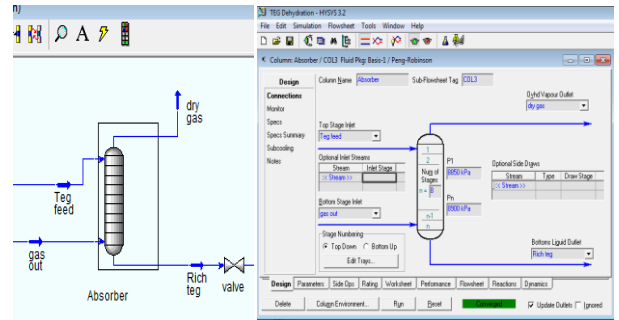 n)
A
dry
gas
Teg
feed
gas
out
Rich
teg
valve
Absorber
TEG Dehydration - HYSYS 3.2
File Edit Simulation Flowsheet Tools Window Help
Column: Absorber / COL3 Fluid Pkg: Basis-1 / Peng-Robinson
Design
Connections
Monitor
Specs
Specs Summary
Subcooling
Notes
Column Name Absorber Sub-Flowsheet Tag COL3
Ovhd Vapour Outlet
dry gas
Top Stage Inlet
Teg feed
Optional Inlet Streams
Stream Inlet Stage
<< Stream >>
Bottom Stage Inlet
gas out
Stage Numbering
Top Down Bottom Up
Edit Trays...
1
2
Num of
Stages
n = 8
n-1
n
P1
8850 kPa
Pn
8900 kPa
Optional Side Draws
Stream Type Draw Stage
<< Stream >>
Bottoms Liquid Outlet
Rich teg
Design Parameters Side Ops Rating Worksheet Performance Flowsheet Reactions Dynamics
Delete Column Environment... Run Reset Converged Update Outlets Ignored